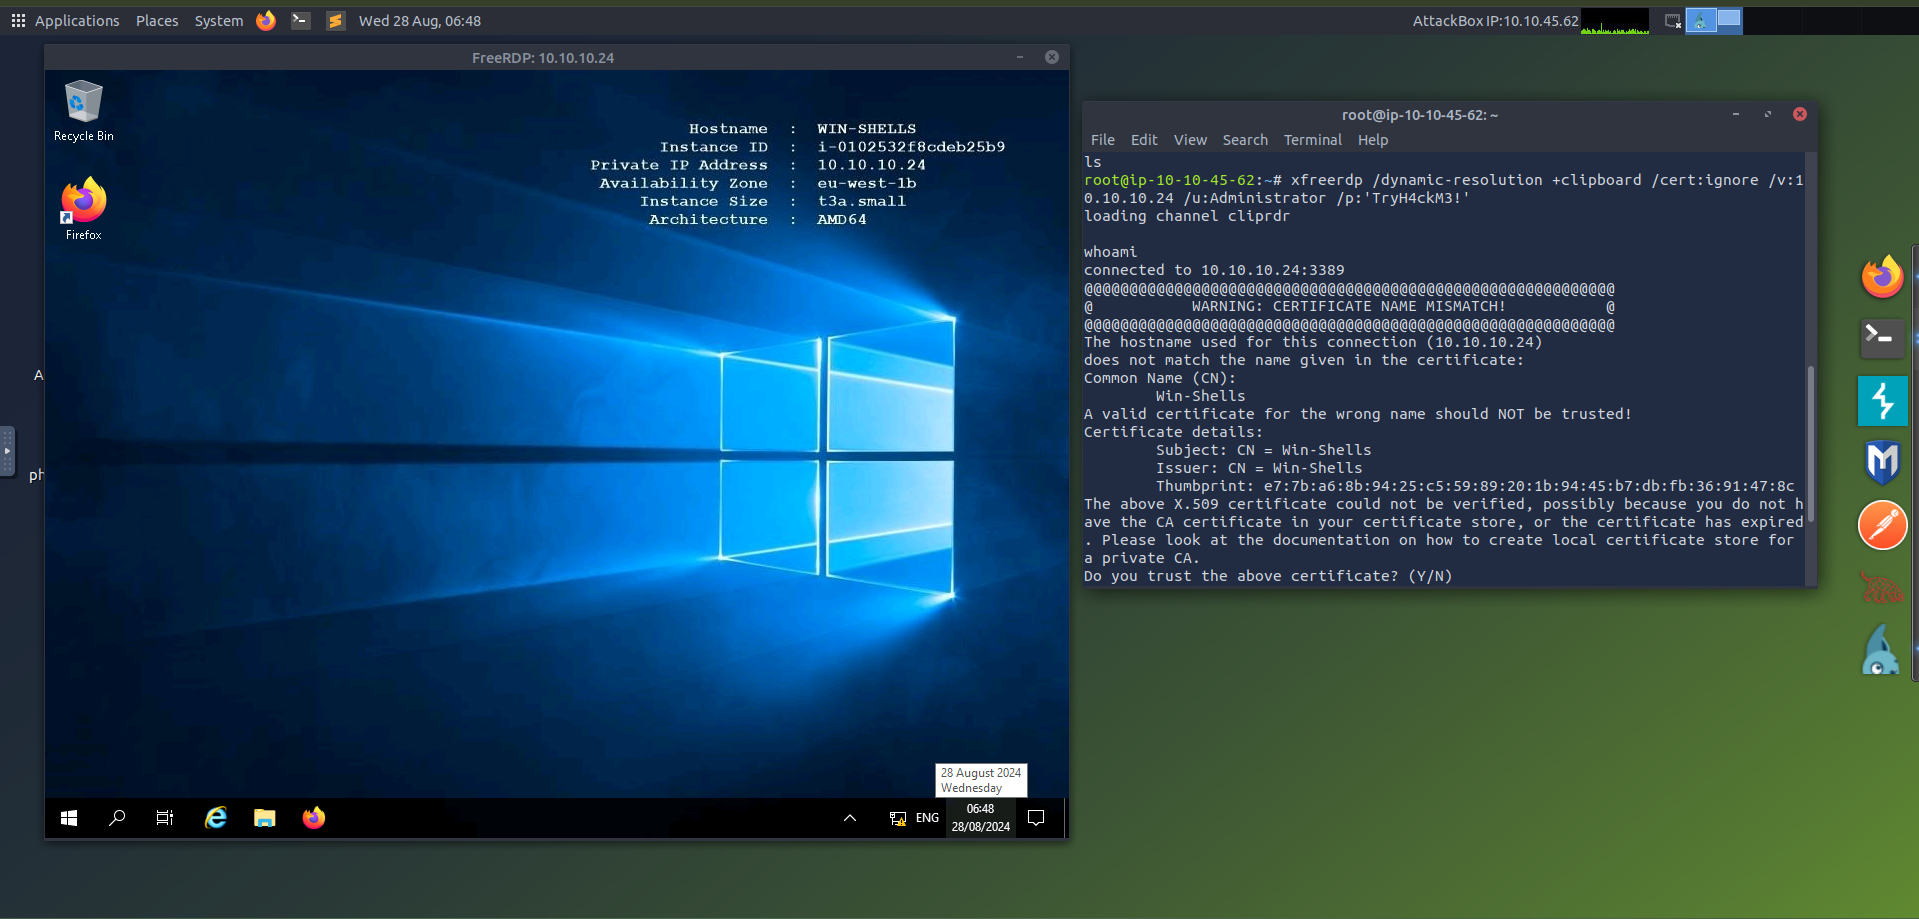 Applications Places System Wed 28 Aug, 06:48 AttackBox IP:10.10.45.62
FreeRDP: 10.10.10.24
Recycle Bin
Firefox
Hostname : WIN-SHELLS
Instance ID : i-0102532f8cdeb25b9
Private IP Address : 10.10.10.24
Availability Zone : eu-west-1b
Instance Size : t3a.small
Architecture : AMD64
28 August 2024
Wednesday
ENG
06:48
28/08/2024
A
ph
root@ip-10-10-45-62: ~
File Edit View Search Terminal Help
ls
root@ip-10-10-45-62:~# xfreerdp /dynamic-resolution +clipboard /cert:ignore /v:1
0.10.10.24 /u:Administrator /p:'TryH4ckM3!'
loading channel cliprdr
whoami
connected to 10.10.10.24:3389
@@@@@@@@@@@@@@@@@@@@@@@@@@@@@@@@@@@@@@@@@@@@@@@@@@@@@@@@@@@
@ WARNING: CERTIFICATE NAME MISMATCH! @
@@@@@@@@@@@@@@@@@@@@@@@@@@@@@@@@@@@@@@@@@@@@@@@@@@@@@@@@@@@
The hostname used for this connection (10.10.10.24)
does not match the name given in the certificate:
Common Name (CN):
Win-Shells
A valid certificate for the wrong name should NOT be trusted!
Certificate details:
Subject: CN = Win-Shells
Issuer: CN = Win-Shells
Thumbprint: e7:7b:a6:8b:94:25:c5:59:89:20:1b:94:45:b7:db:fb:36:91:47:8c
The above X.509 certificate could not be verified, possibly because you do not h
ave the CA certificate in your certificate store, or the certificate has expired
. Please look at the documentation on how to create local certificate store for
a private CA.
Do you trust the above certificate? (Y/N)